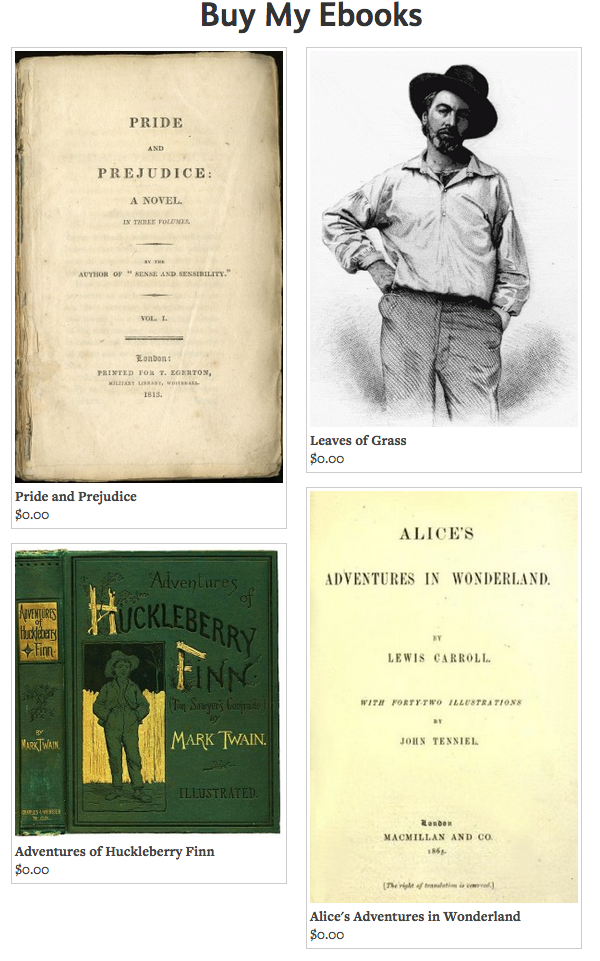 Buy My Ebooks
PRIDE
AND
PREJUDICE:
A NOVEL.
IN THREE VOLUMES.
BY THE
AUTHOR OF " SENSE AND SENSIBILITY."
VOL. I.
London:
PRINTED FOR T. EGERTON,
MILITARY LIBRARY, WHITEHALL.
1813.
Pride and Prejudice
$0.00
Leaves of Grass
$0.00
Adventures
of
Huckleberry
Finn
BY
MARK TWAIN.
Adventures
of
HUCKLEBERRY
FINN.
(Tom Sawyer's Comrade)
BY
MARK TWAIN.
ILLUSTRATED.
Adventures of Huckleberry Finn
$0.00
ALICE'S
ADVENTURES IN WONDERLAND.
BY
LEWIS CARROLL.
WITH FORTY-TWO ILLUSTRATIONS
BY
JOHN TENNIEL.
London
MACMILLAN AND CO.
1865.
[The right of translation is reserved.]
Alice's Adventures in Wonderland
$0.00